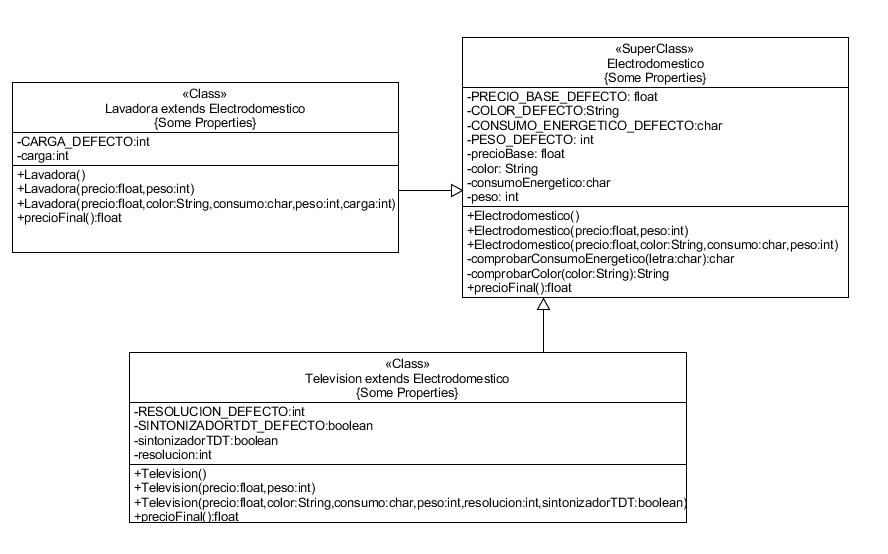 «SuperClass»
Electrodomestico
{Some Properties}
-PRECIO_BASE_DEFECTO: float
-COLOR_DEFECTO:String
-CONSUMO_ENERGETICO_DEFECTO:char
-PESO_DEFECTO: int
-precioBase: float
-color: String
-consumoEnergetico:char
-peso: int
+Electrodomestico()
+Electrodomestico(precio:float,peso:int)
+Electrodomestico(precio:float,color:String,consumo:char,peso:int)
-comprobarConsumoEnergetico(letra:char):char
-comprobarColor(color:String):String
+precioFinal():float
«Class»
Lavadora extends Electrodomestico
{Some Properties}
-CARGA_DEFECTO:int
-carga:int
+Lavadora()
+Lavadora(precio:float,peso:int)
+Lavadora(precio:float,color:String,consumo:char,peso:int,carga:int)
+precioFinal():float
«Class»
Television extends Electrodomestico
{Some Properties}
-RESOLUCION_DEFECTO:int
-SINTONIZADORTDT_DEFECTO:boolean
-sintonizadorTDT:boolean
-resolucion:int
+Television()
+Television(precio:float,peso:int)
+Television(precio:float,color:String,consumo:char,peso:int,resolucion:int,sintonizadorTDT:boolean)
+precioFinal():float